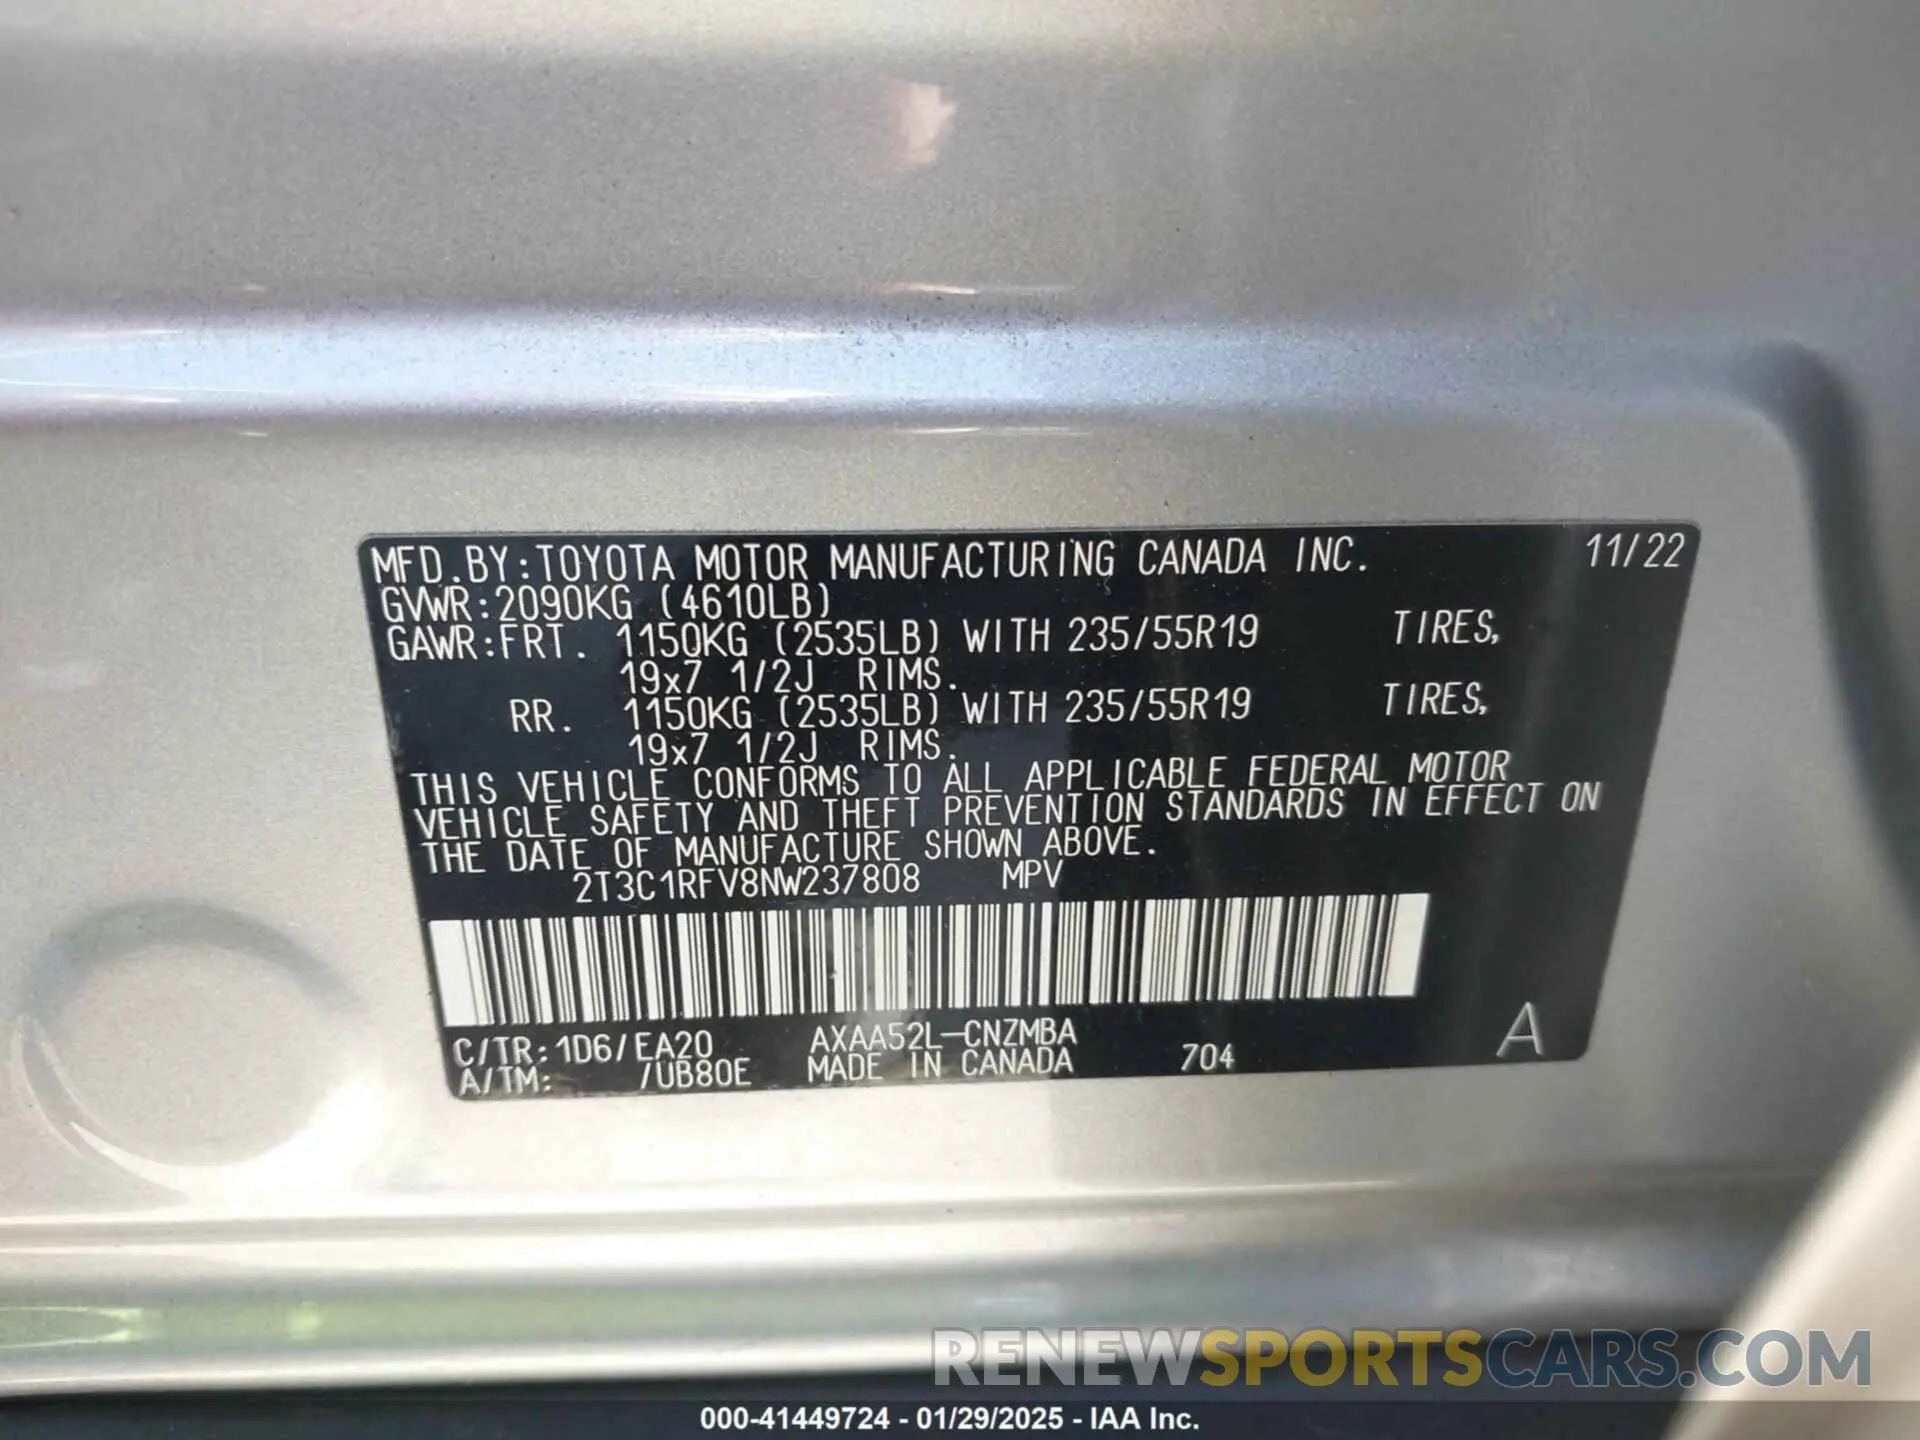 MFD.BY:TOYOTA MOTOR MANUFACTURING CANADA INC. 11/22
GVWR:2090KG (4610LB)
GAWR:FRT. 1150KG (2535LB) WITH 235/55R19 TIRES,
19x7 1/2J RIMS.
RR. 1150KG (2535LB) WITH 235/55R19 TIRES,
19x7 1/2J RIMS.
THIS VEHICLE CONFORMS TO ALL APPLICABLE FEDERAL MOTOR
VEHICLE SAFETY AND THEFT PREVENTION STANDARDS IN EFFECT ON
THE DATE OF MANUFACTURE SHOWN ABOVE.
2T3C1RFV8NW237808 MPV
C/TR:1D6/EA20 AXAA52L-CNZMBA
A/TM: /UB80E MADE IN CANADA 704 A
RENEWSPORTSCARS.COM
000-41449724 - 01/29/2025 - IAA Inc.